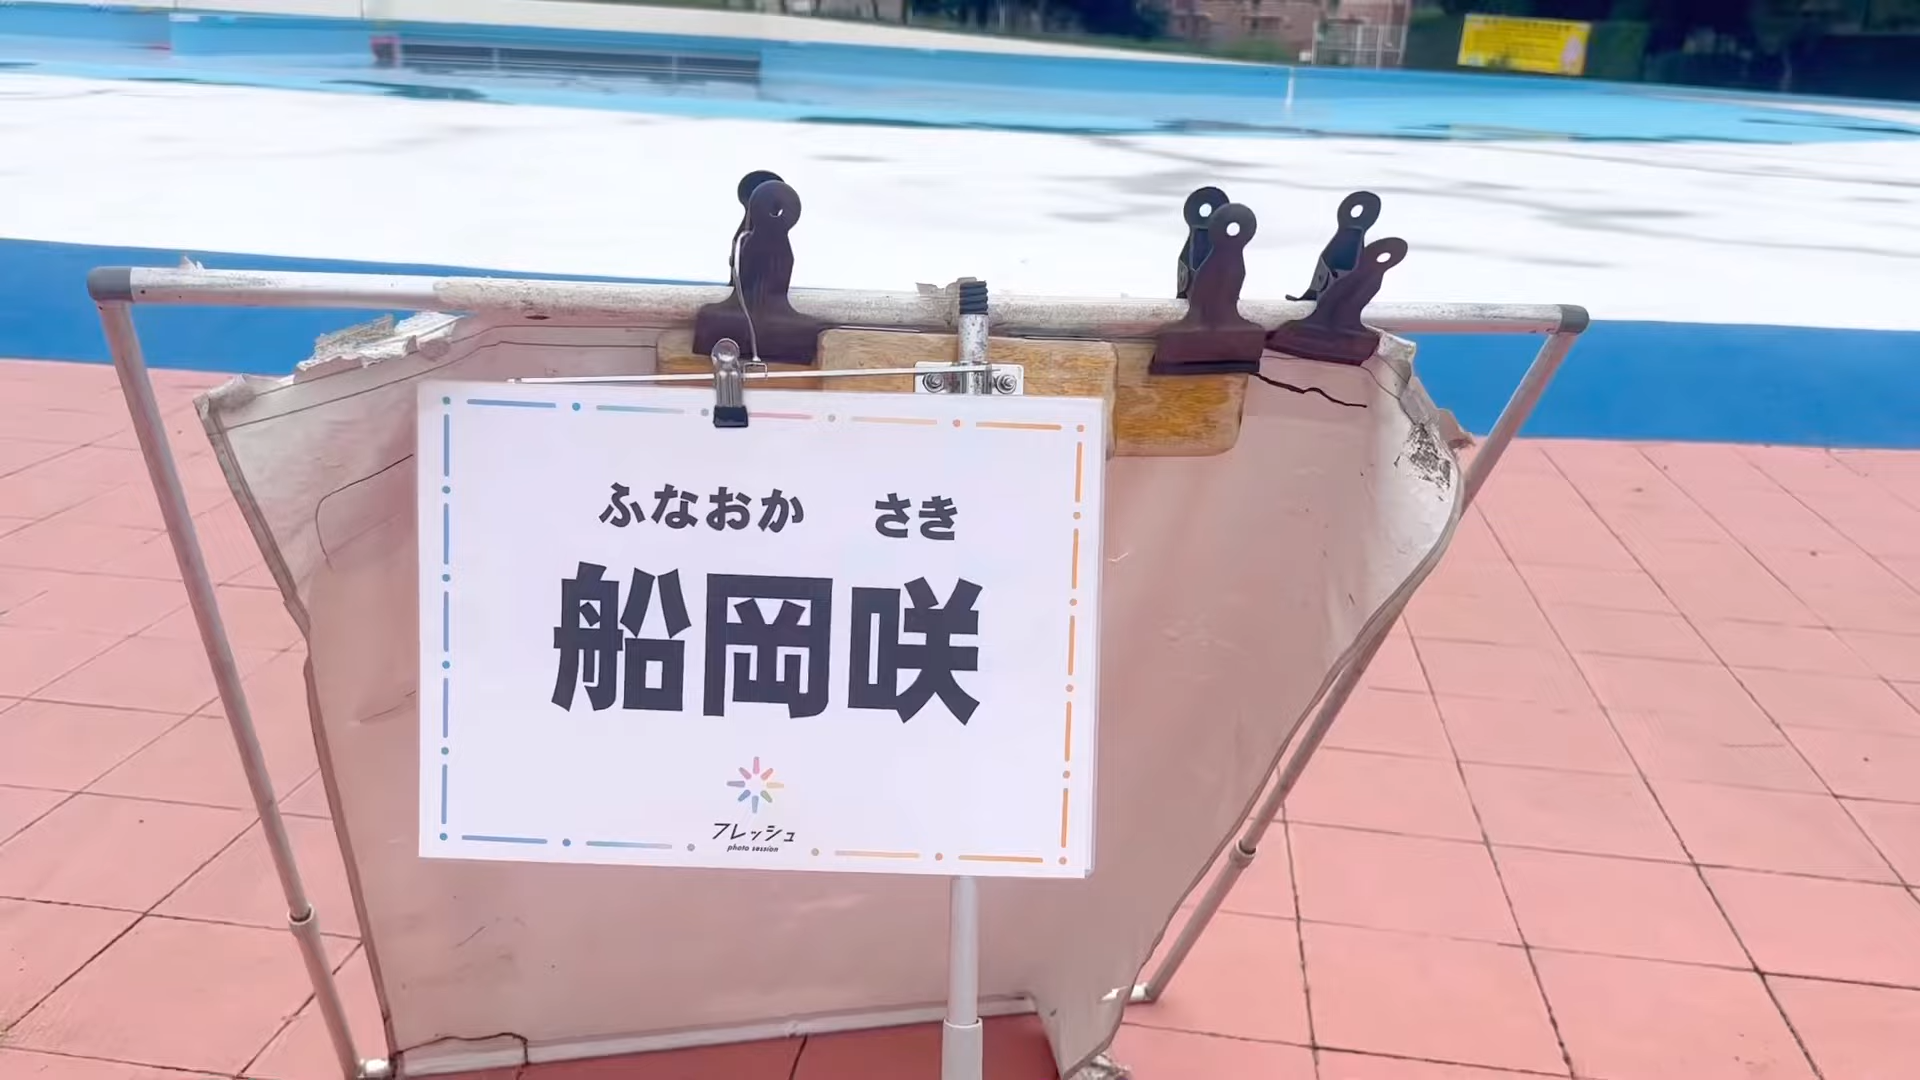 ふなおか さき
船岡咲
フレッシュ
photo session